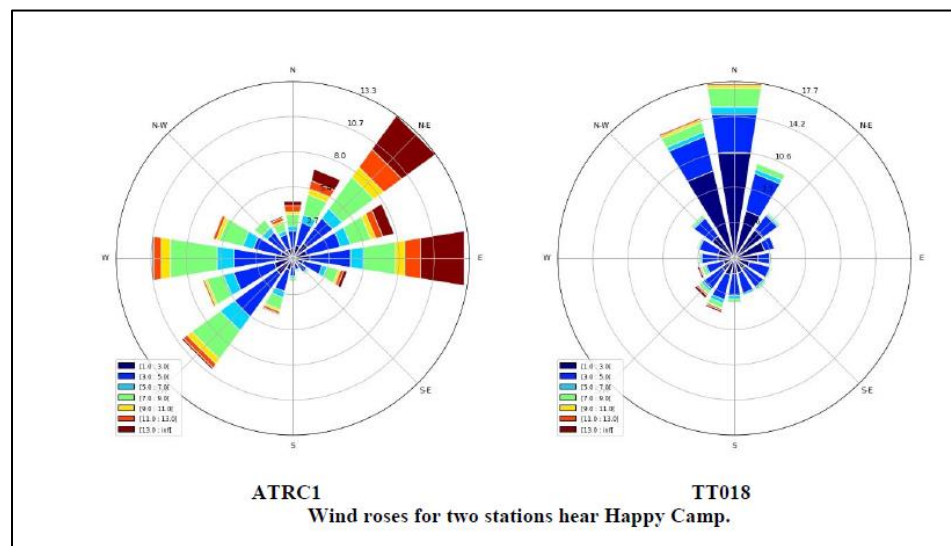 N
13.3
10.7
8.0
2.7
N-W
N-E
W
E
S-E
S
[1.0 : 3.0[
[3.0 : 5.0[
[5.0 : 7.0[
[7.0 : 9.0[
[9.0 : 11.0[
[11.0 : 13.0[
[13.0 : inf[
N
17.7
14.2
10.6
N-W
N-E
W
E
S-E
S
[1.0 : 3.0[
[3.0 : 5.0[
[5.0 : 7.0[
[7.0 : 9.0[
[9.0 : 11.0[
[11.0 : 13.0[
[13.0 : inf[
ATRC1
TT018
Wind roses for two stations hear Happy Camp.